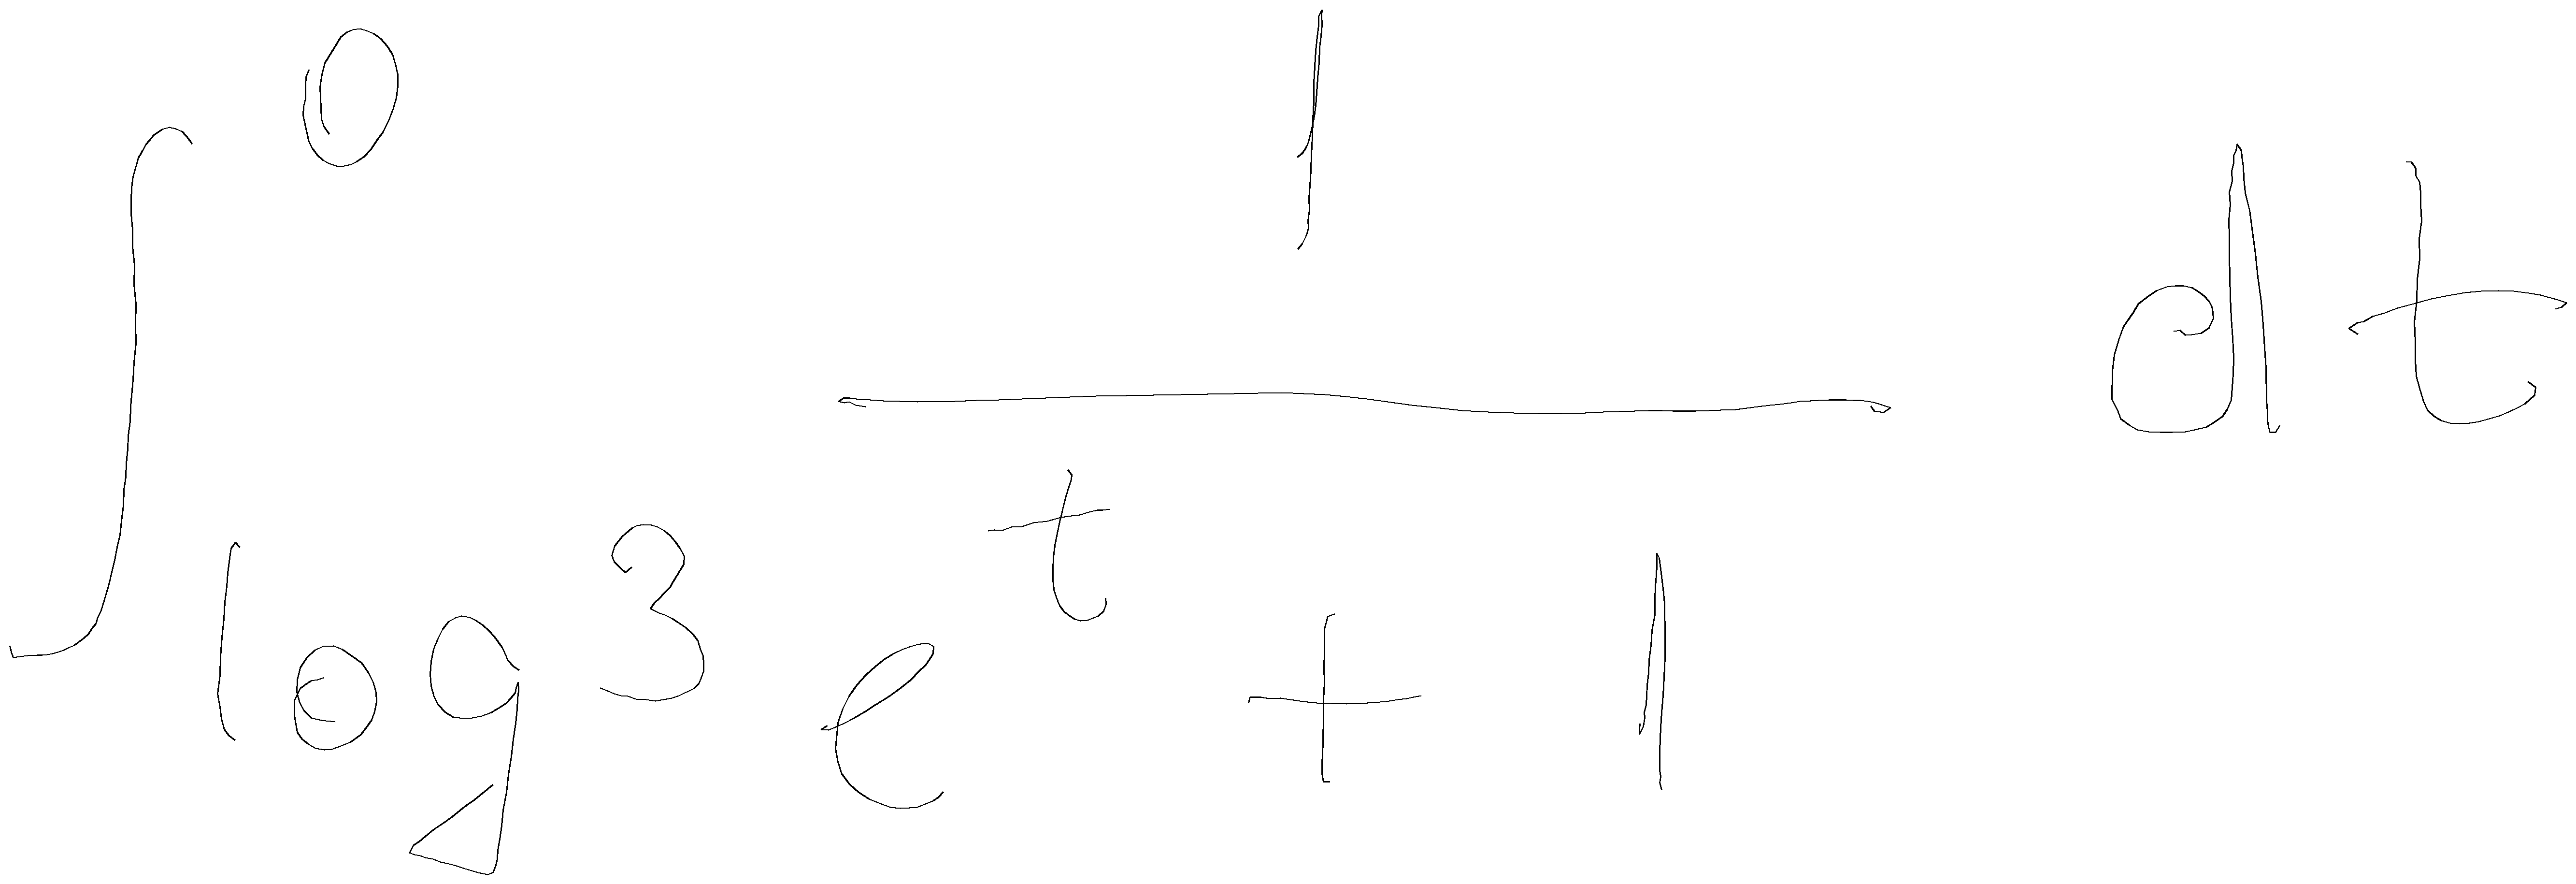 \int_{\log 3}^{0} \frac{1}{e^{t} + 1} dt